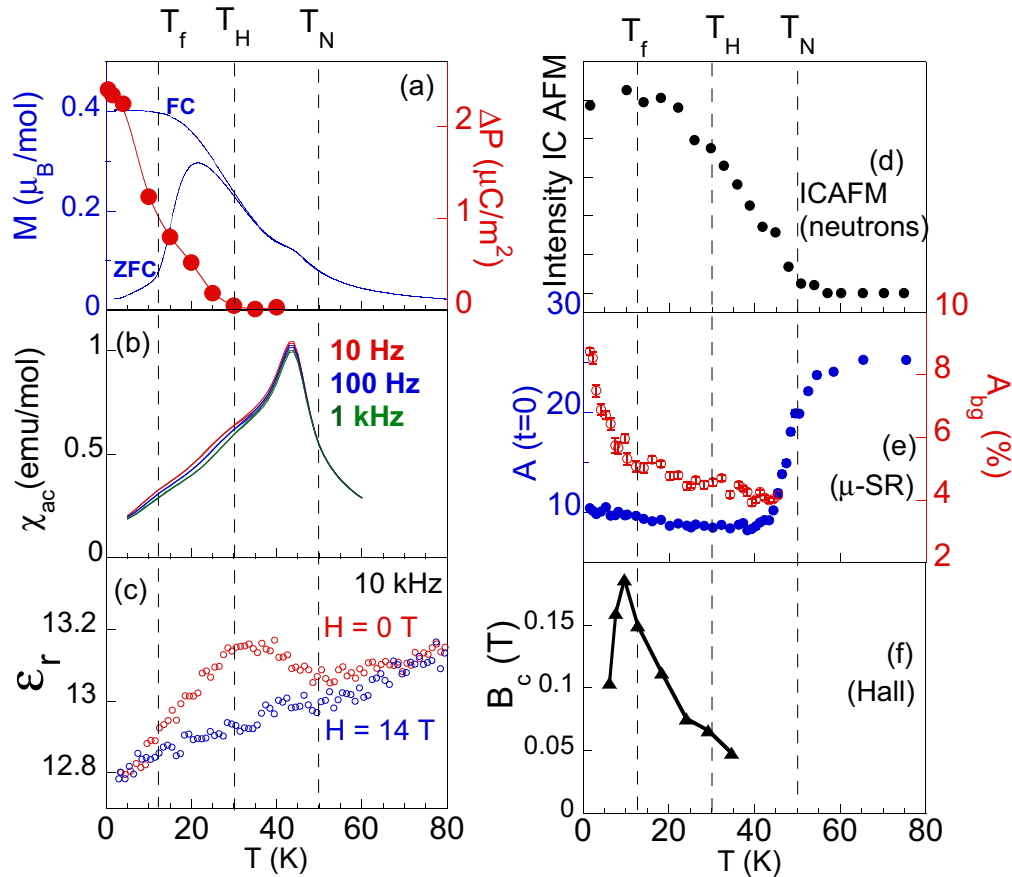 T_f T_H T_N
(a)
FC
ZFC
M (μ_B/mol)
0.4
0.2
0
ΔP (μC/m²)
2
1
0
(b)
10 Hz
100 Hz
1 kHz
χ_ac(emu/mol)
1
0.5
0
(c)
10 kHz
H = 0 T
H = 14 T
ε_r
13.2
13
12.8
0 20 40 60 80
T (K)
T_f T_H T_N
Intensity IC AFM
(d)
ICAFM
(neutrons)
30
10
A (t=0)
20
10
A_bg (%)
8
6
4
2
(e)
(μ-SR)
B_c (T)
0.15
0.1
0.05
0
(f)
(Hall)
0 20 40 60 80
T (K)